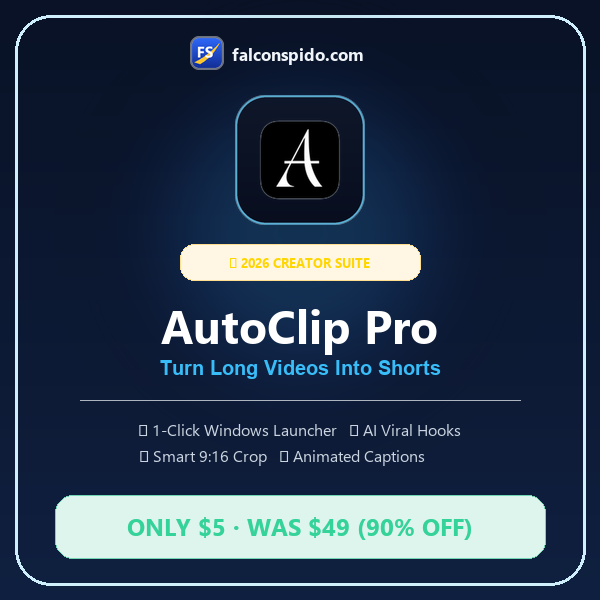 FS falconspido.com
A
2026 CREATOR SUITE
AutoClip Pro
Turn Long Videos Into Shorts
1-Click Windows Launcher AI Viral Hooks
Smart 9:16 Crop Animated Captions
ONLY $5 · WAS $49 (90% OFF)